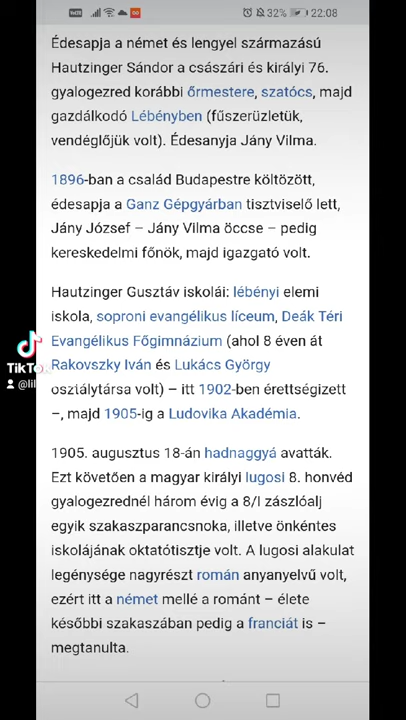 32% 22:08
Édesapja a német és lengyel származású
Hautzinger Sándor a császári és királyi 76.
gyalogezred korábbi őrmestere, szatócs, majd
gazdálkodó Lébényben (fűszerüzletük,
vendéglőjük volt). Édesanyja Jány Vilma.
1896-ban a család Budapestre költözött,
édesapja a Ganz Gépgyárban tisztviselő lett,
Jány József – Jány Vilma öccse – pedig
kereskedelmi főnök, majd igazgató volt.
Hautzinger Gusztáv iskolái: lébényi elemi
iskola, soproni evangélikus líceum, Deák Téri
Evangélikus Főgimnázium (ahol 8 éven át
Rakovszky Iván és Lukács György
osztálytársa volt) – itt 1902-ben érettségizett
–, majd 1905-ig a Ludovika Akadémia.
TikTok
@lil
1905. augusztus 18-án hadnaggyá avatták.
Ezt követően a magyar királyi lugosi 8. honvéd
gyalogezrednél három évig a 8/I zászlóalj
egyik szakaszparancsnoka, illetve önkéntes
iskolájának oktatótisztje volt. A lugosi alakulat
legénysége nagyrészt román anyanyelvű volt,
ezért itt a német mellé a románt – élete
későbbi szakaszában pedig a franciát is –
megtanulta.